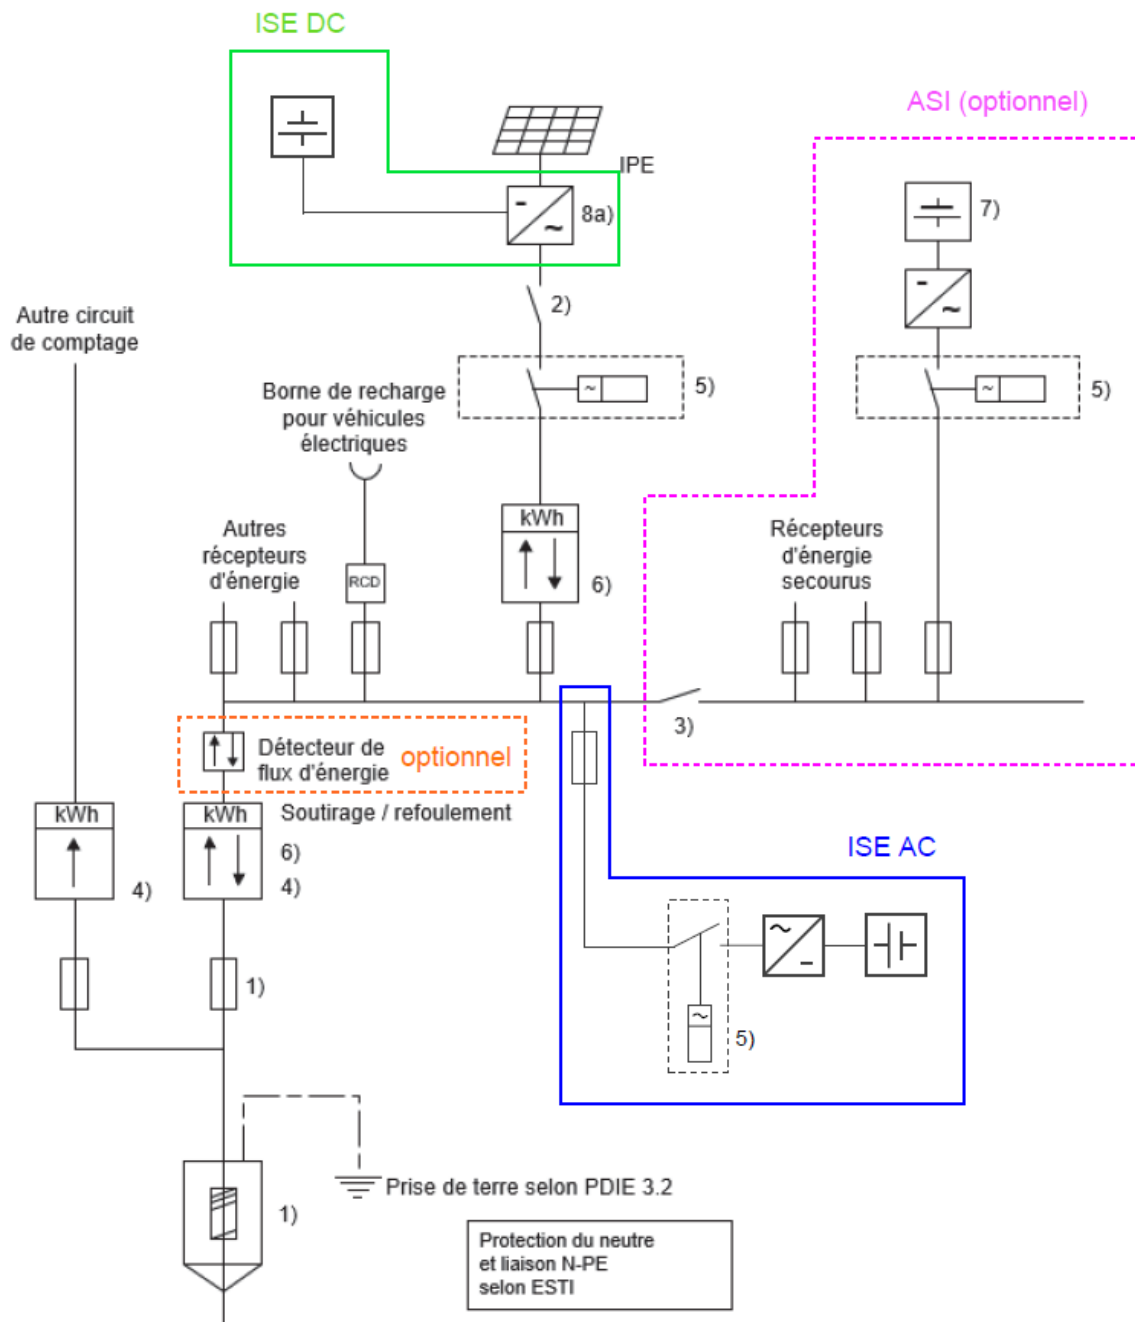 ISE DC
ASI (optionnel)
IPE
8a)
7)
2)
Autre circuit
de comptage
5)
5)
Borne de recharge
pour véhicules
électriques
kWh
Autres
récepteurs
d'énergie
Récepteurs
d'énergie
secourus
RCD
6)
3)
Détecteur de
flux d'énergie
optionnel
kWh
kWh
Soutirage / refoulement
6)
4)
4)
ISE AC
1)
5)
Prise de terre selon PDIE 3.2
1)
Protection du neutre
et liaison N-PE
selon ESTI